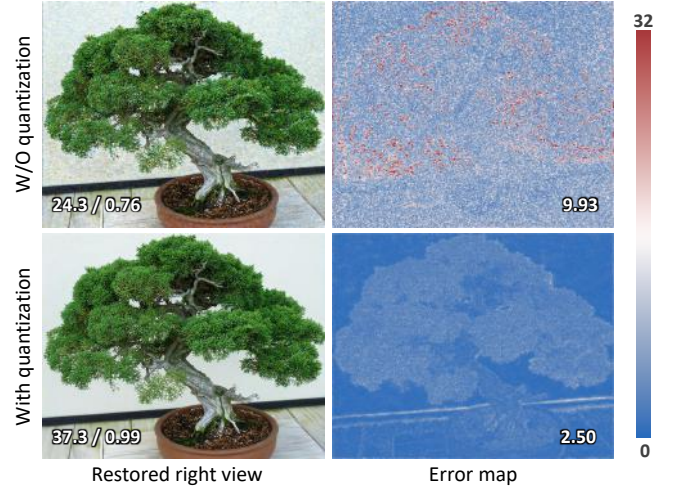 W/O quantization
24.3 / 0.76
9.93
32
With quantization
37.3 / 0.99
2.50
0
Restored right view
Error map